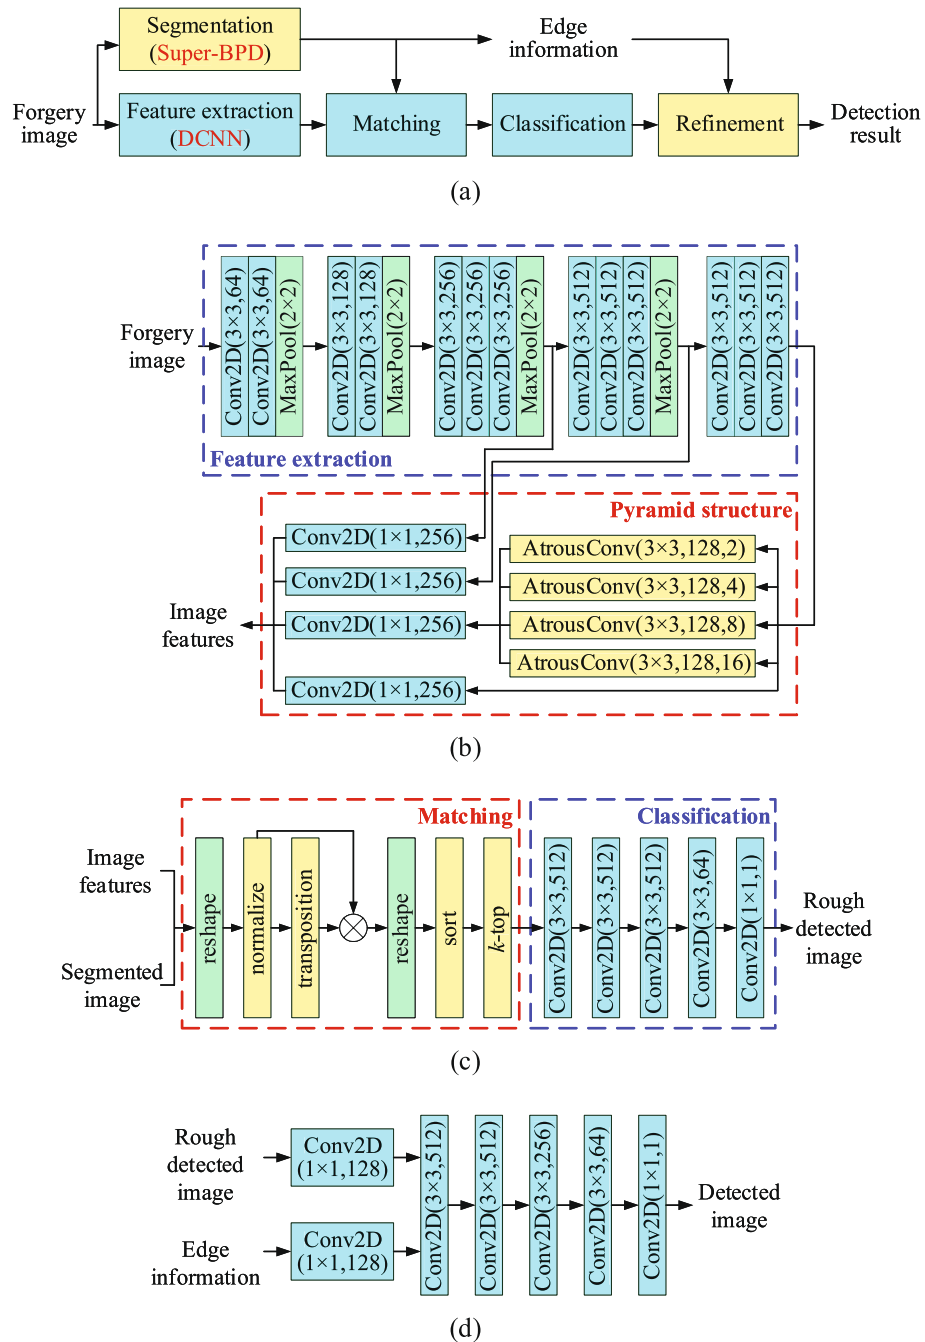 Segmentation
(Super-BPD)
Edge
information
Forgery
image
Feature extraction
(DCNN)
Matching
Classification
Refinement
Detection
result
(a)
Forgery
image
Conv2D(3×3,64)
Conv2D(3×3,64)
MaxPool(2×2)
Conv2D(3×3,128)
Conv2D(3×3,128)
MaxPool(2×2)
Conv2D(3×3,256)
Conv2D(3×3,256)
Conv2D(3×3,256)
MaxPool(2×2)
Conv2D(3×3,512)
Conv2D(3×3,512)
Conv2D(3×3,512)
MaxPool(2×2)
Conv2D(3×3,512)
Conv2D(3×3,512)
Conv2D(3×3,512)
Feature extraction
Pyramid structure
Conv2D(1×1,256)
Conv2D(1×1,256)
Conv2D(1×1,256)
Conv2D(1×1,256)
AtrousConv(3×3,128,2)
AtrousConv(3×3,128,4)
AtrousConv(3×3,128,8)
AtrousConv(3×3,128,16)
Image
features
(b)
Matching
Classification
Image
features
Segmented
image
reshape
normalize
transposition
reshape
sort
k-top
Conv2D(3×3,512)
Conv2D(3×3,512)
Conv2D(3×3,512)
Conv2D(3×3,64)
Conv2D(1×1,1)
Rough
detected
image
(c)
Rough
detected
image
Conv2D
(1×1,128)
Edge
information
Conv2D
(1×1,128)
Conv2D(3×3,512)
Conv2D(3×3,512)
Conv2D(3×3,256)
Conv2D(3×3,64)
Conv2D(1×1,1)
Detected
image
(d)